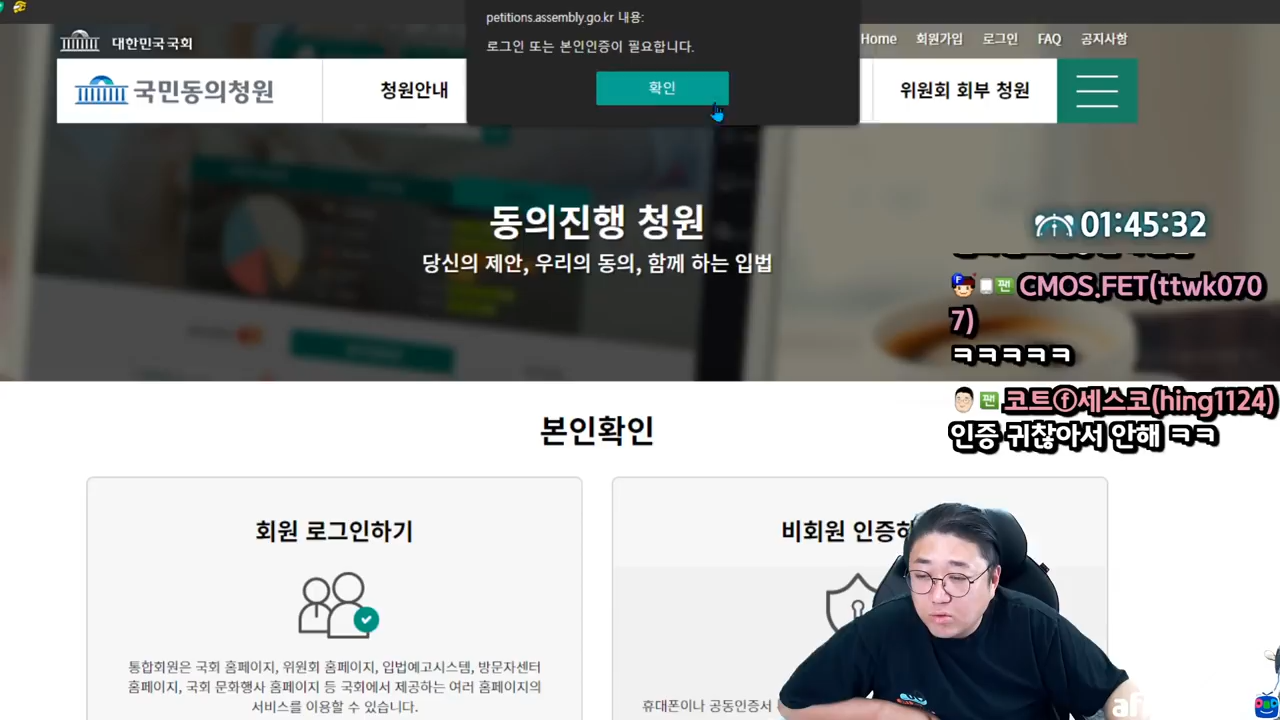 petitions.assembly.go.kr 내용:
로그인 또는 본인인증이 필요합니다.
확인
대한민국국회
Home 회원가입 로그인 FAQ 공지사항
국민동의청원
청원안내
위원회 회부 청원
동의진행 청원
당신의 제안, 우리의 동의, 함께 하는 입법
01:45:32
CMOS.FET(ttwk070
7)
ㅋㅋㅋㅋㅋ
코트ⓕ세스코(hing1124)
인증 귀찮아서 안해 ㅋㅋ
본인확인
회원 로그인하기
비회원
통합회원은 국회 홈페이지, 위원회 홈페이지, 입법예고시스템, 방문자센터
홈페이지, 국회 문화행사 홈페이지 등 국회에서 제공하는 여러 홈페이지의
서비스를 이용할 수 있습니다.
휴대폰이나 공동인증서